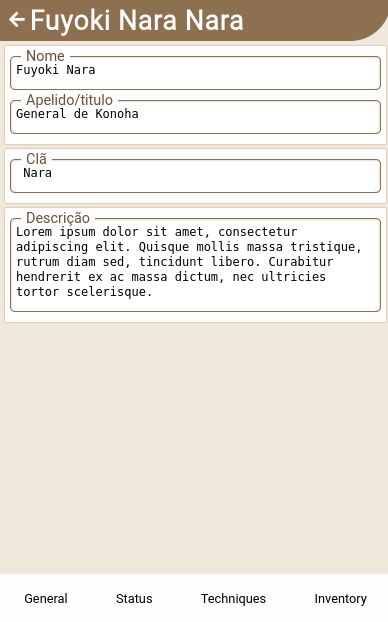 Fuyoki Nara Nara
Nome
Fuyoki Nara
Apelido/titulo
General de Konoha
Clã
Nara
Descrição
Lorem ipsum dolor sit amet, consectetur
adipiscing elit. Quisque mollis massa tristique,
rutrum diam sed, tincidunt libero. Curabitur
hendrerit ex ac massa dictum, nec ultricies
tortor scelerisque.
General Status Techniques Inventory